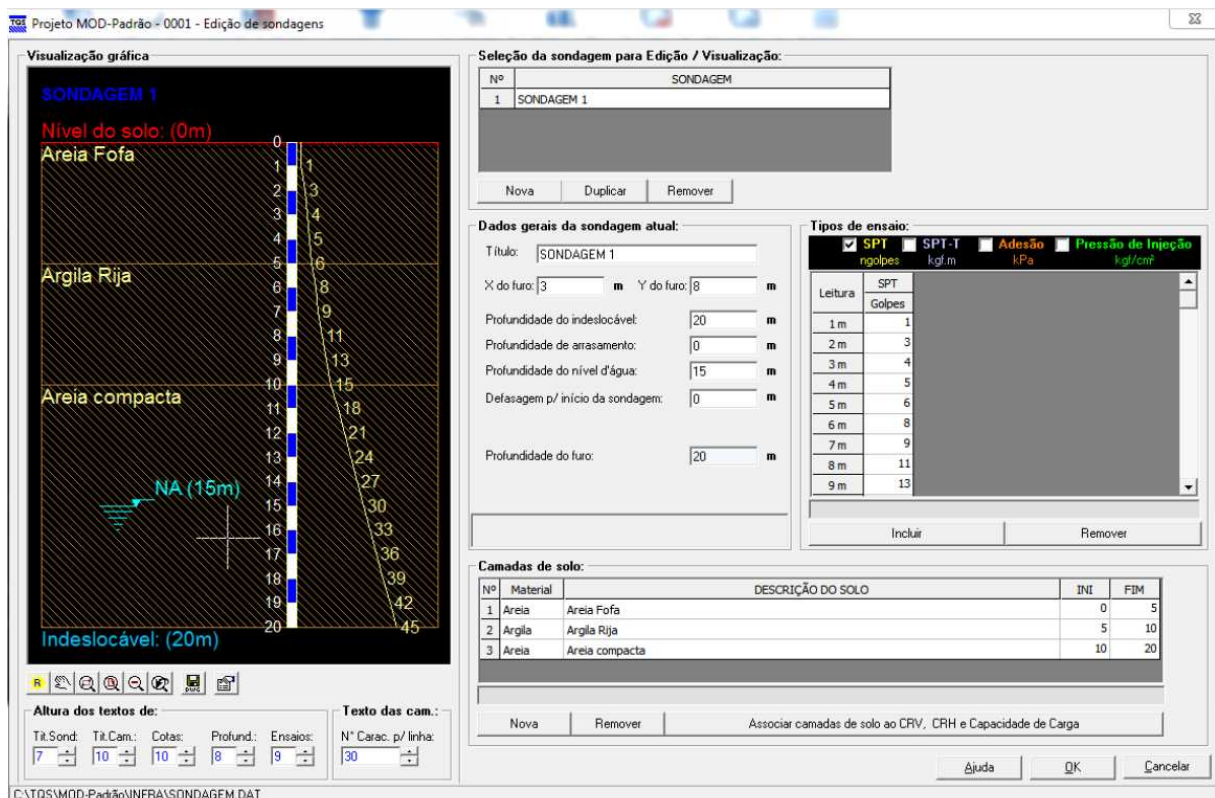 TQS Projeto MOD-Padrão - 0001 - Edição de sondagens
Visualização gráfica
SONDAGEM 1
Nível do solo: (0m)
0
Areia Fofa
1 1
2 3
3 4
4 5
5 6
Argila Rija
6 8
7 9
8 11
9 13
10 15
Areia compacta
11 18
12 21
13 24
14 27
NA (15m)
15 30
16 33
17 36
18 39
19 42
20 45
Indeslocável: (20m)
R
DWG
Altura dos textos de:
Tit.Sond: Tit.Cam.: Cotas: Profund.: Ensaios:
7 10 10 8 9
Texto das cam.:
N° Carac. p/ linha:
30
Seleção da sondagem para Edição / Visualização:
Nº SONDAGEM
1 SONDAGEM 1
Nova Duplicar Remover
Dados gerais da sondagem atual:
Título: SONDAGEM 1
X do furo: 3 m Y do furo: 8 m
Profundidade do indeslocável: 20 m
Profundidade de arrasamento: 0 m
Profundidade do nível d'água: 15 m
Defasagem p/ início da sondagem: 0 m
Profundidade do furo: 20 m
Tipos de ensaio:
SPT SPT-T Adesão Pressão de Injeção
ngolpes kgf.m kPa kgf/cm²
Leitura SPT
Golpes
1 m 1
2 m 3
3 m 4
4 m 5
5 m 6
6 m 8
7 m 9
8 m 11
9 m 13
Incluir Remover
Camadas de solo:
Nº Material DESCRIÇÃO DO SOLO INI FIM
1 Areia Areia Fofa 0 5
2 Argila Argila Rija 5 10
3 Areia Areia compacta 10 20
Nova Remover Associar camadas de solo ao CRV, CRH e Capacidade de Carga
Ajuda OK Cancelar
C:\TQS\MOD-Padrão\INFRA\SONDAGEM.DAT